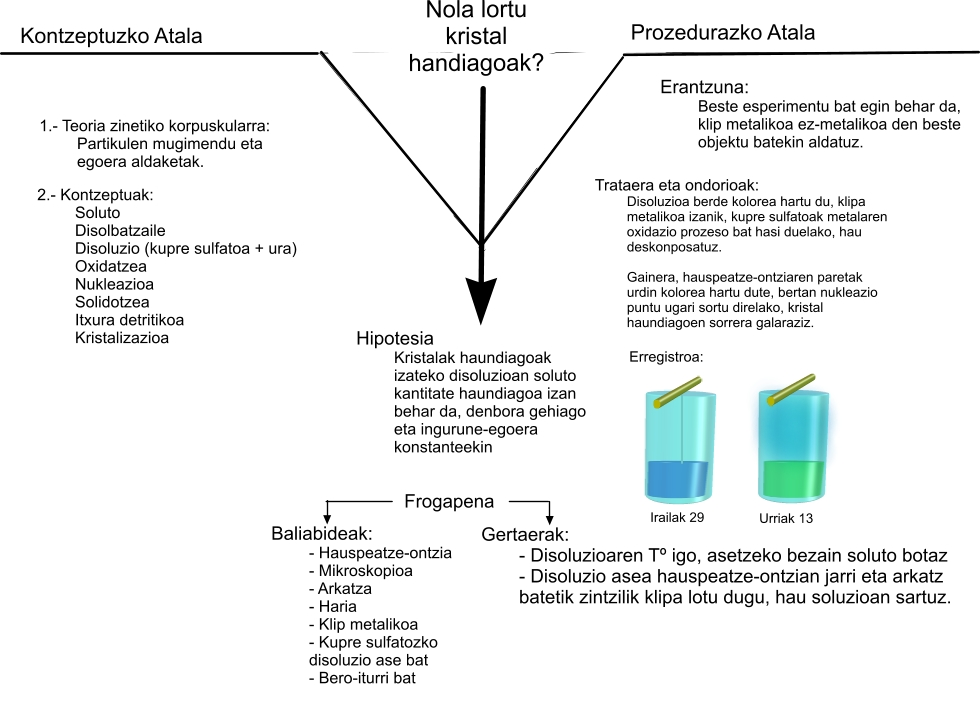 Nola lortu
kristal
handiagoak?
Kontzeptuzko Atala
1.- Teoria zinetiko korpuskularra:
Partikulen mugimendu eta
egoera aldaketak.
2.- Kontzeptuak:
Soluto
Disolbatzaile
Disoluzio (kupre sulfatoa + ura)
Oxidatzea
Nukleazioa
Solidotzea
Itxura detritikoa
Kristalizazioa
Prozedurazko Atala
Erantzuna:
Beste esperimentu bat egin behar da,
klip metalikoa ez-metalikoa den beste
objektu batekin aldatuz.
Trataera eta ondorioak:
Disoluzioa berde kolorea hartu du, klipa
metalikoa izanik, kupre sulfatoak metalaren
oxidazio prozeso bat hasi duelako, hau
deskonposatuz.
Gainera, hauspeatze-ontziaren paretak
urdin kolorea hartu dute, bertan nukleazio
puntu ugari sortu direlako, kristal
haundiagoen sorrera galaraziz.
Erregistroa:
Irailak 29
Urriak 13
Hipotesia
Kristalak haundiagoak
izateko disoluzioan soluto
kantitate haundiagoa izan
behar da, denbora gehiago
eta ingurune-egoera
konstanteekin
Frogapena
Baliabideak:
- Hauspeatze-ontzia
- Mikroskopioa
- Arkatza
- Haria
- Klip metalikoa
- Kupre sulfatozko
disoluzio ase bat
- Bero-iturri bat
Gertaerak:
- Disoluzioaren Tº igo, asetzeko bezain soluto botaz
- Disoluzio asea hauspeatze-ontzian jarri eta arkatz
batetik zintzilik klipa lotu dugu, hau soluzioan sartuz.